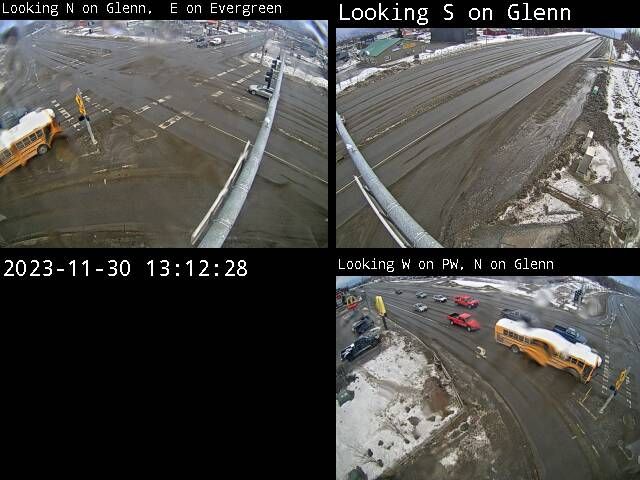 Looking N on Glenn,  E on Evergreen
Looking S on Glenn
2023-11-30 13:12:28
Looking W on PW, N on Glenn